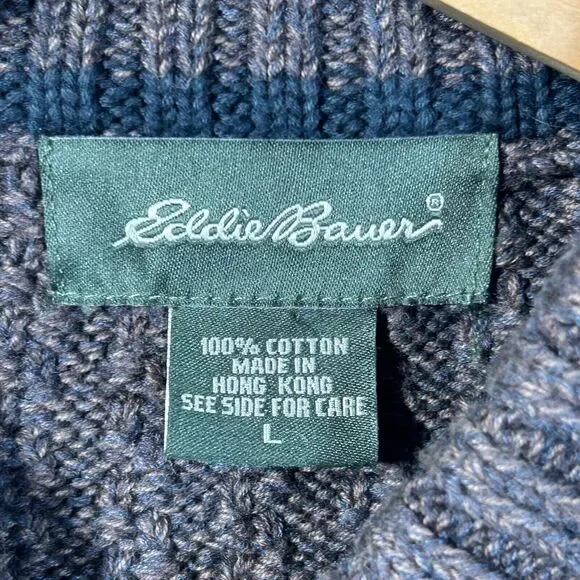 Eddie Bauer®
100% COTTON
MADE IN
HONG KONG
SEE SIDE FOR CARE
L